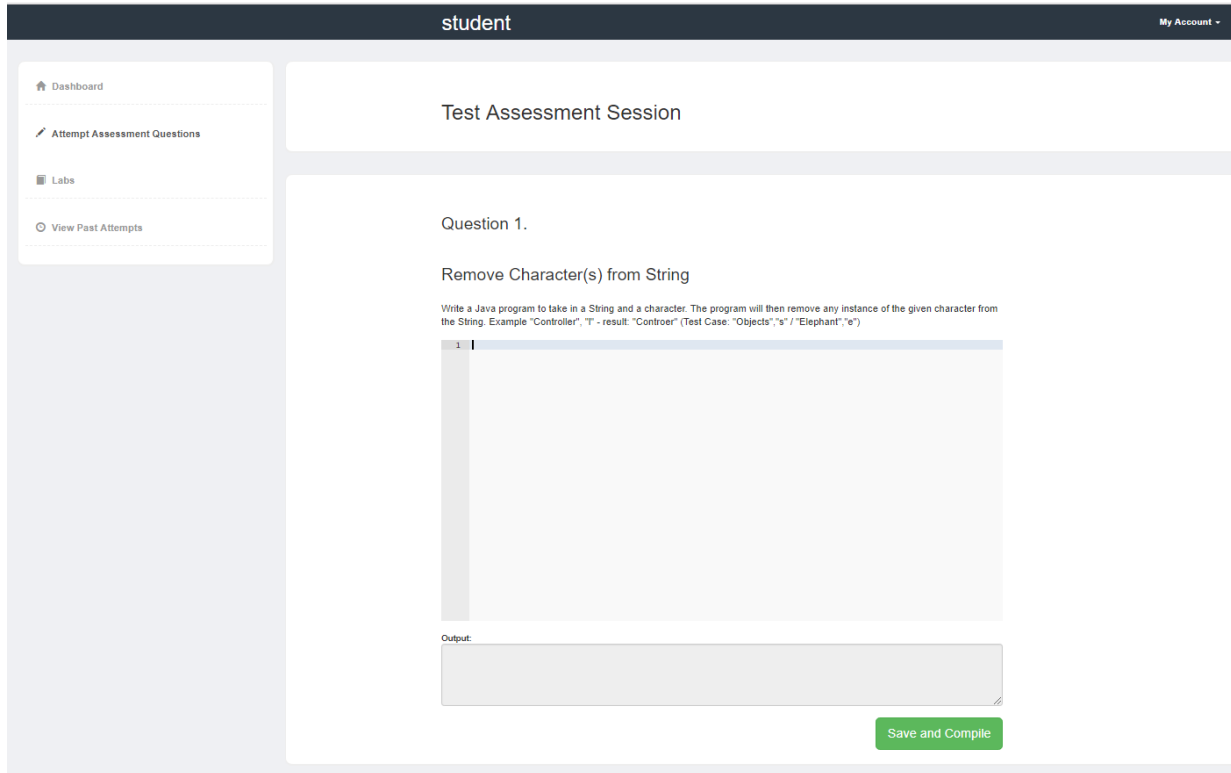 student
My Account
Dashboard
Attempt Assessment Questions
Labs
View Past Attempts
Test Assessment Session
Question 1.
Remove Character(s) from String
Write a Java program to take in a String and a character. The program will then remove any instance of the given character from
the String. Example "Controller", "l" - result: "Controer" (Test Case: "Objects","s" / "Elephant","e")
1
Output:
Save and Compile